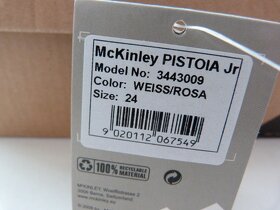 McKinley PISTOIA Jr
Model No: 3443009
Color: WEISS/ROSA
Size: 24
9 020112 067549
100% RECYCLABLE
MATERIAL